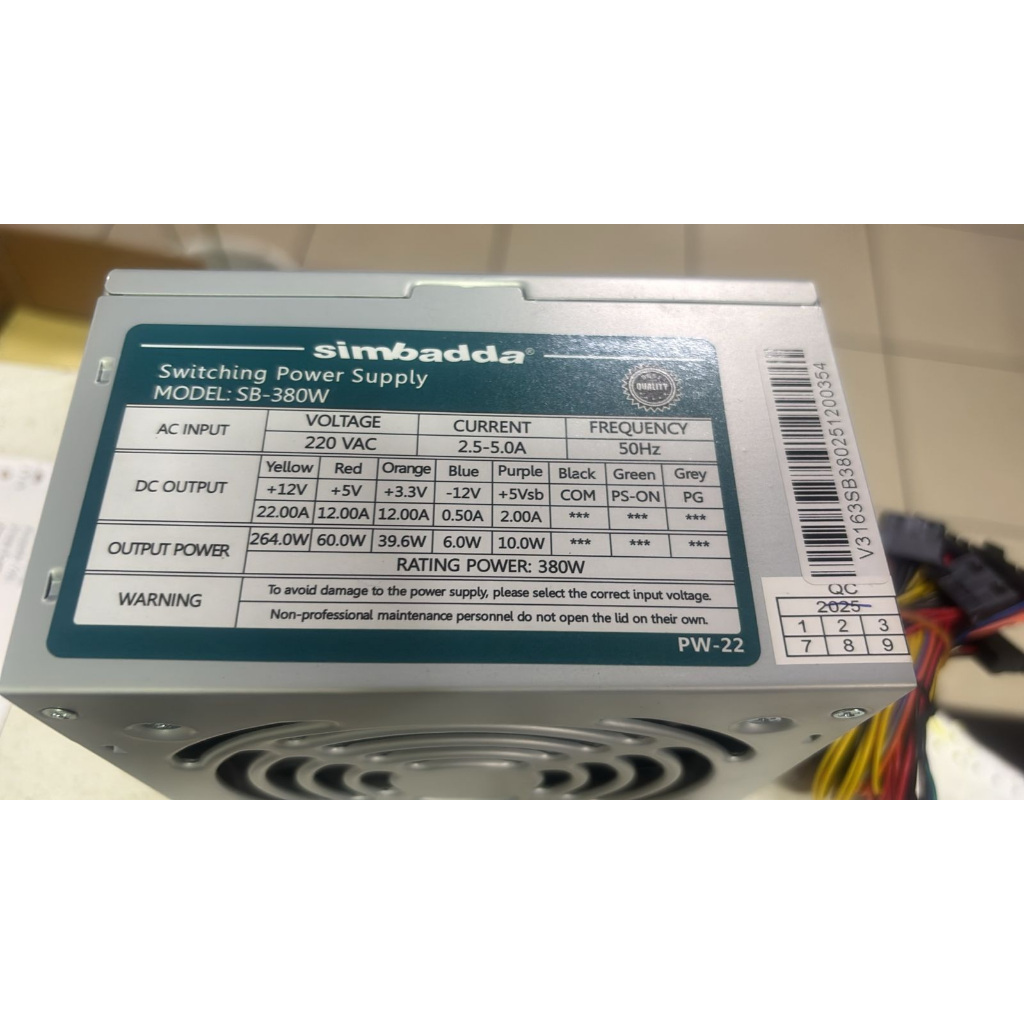 simbadda®
Switching Power Supply
MODEL: SB-380W
QUALITY
AC INPUT VOLTAGE CURRENT FREQUENCY
220 VAC 2.5-5.0A 50Hz
DC OUTPUT Yellow Red Orange Blue Purple Black Green Grey
+12V +5V +3.3V -12V +5Vsb COM PS-ON PG
22.00A 12.00A 12.00A 0.50A 2.00A *** *** ***
OUTPUT POWER 264.0W 60.0W 39.6W 6.0W 10.0W *** *** ***
RATING POWER: 380W
WARNING To avoid damage to the power supply, please select the correct input voltage.
Non-professional maintenance personnel do not open the lid on their own.
PW-22
V3163SB380251200354
QC
2025
1 2 3
7 8 9